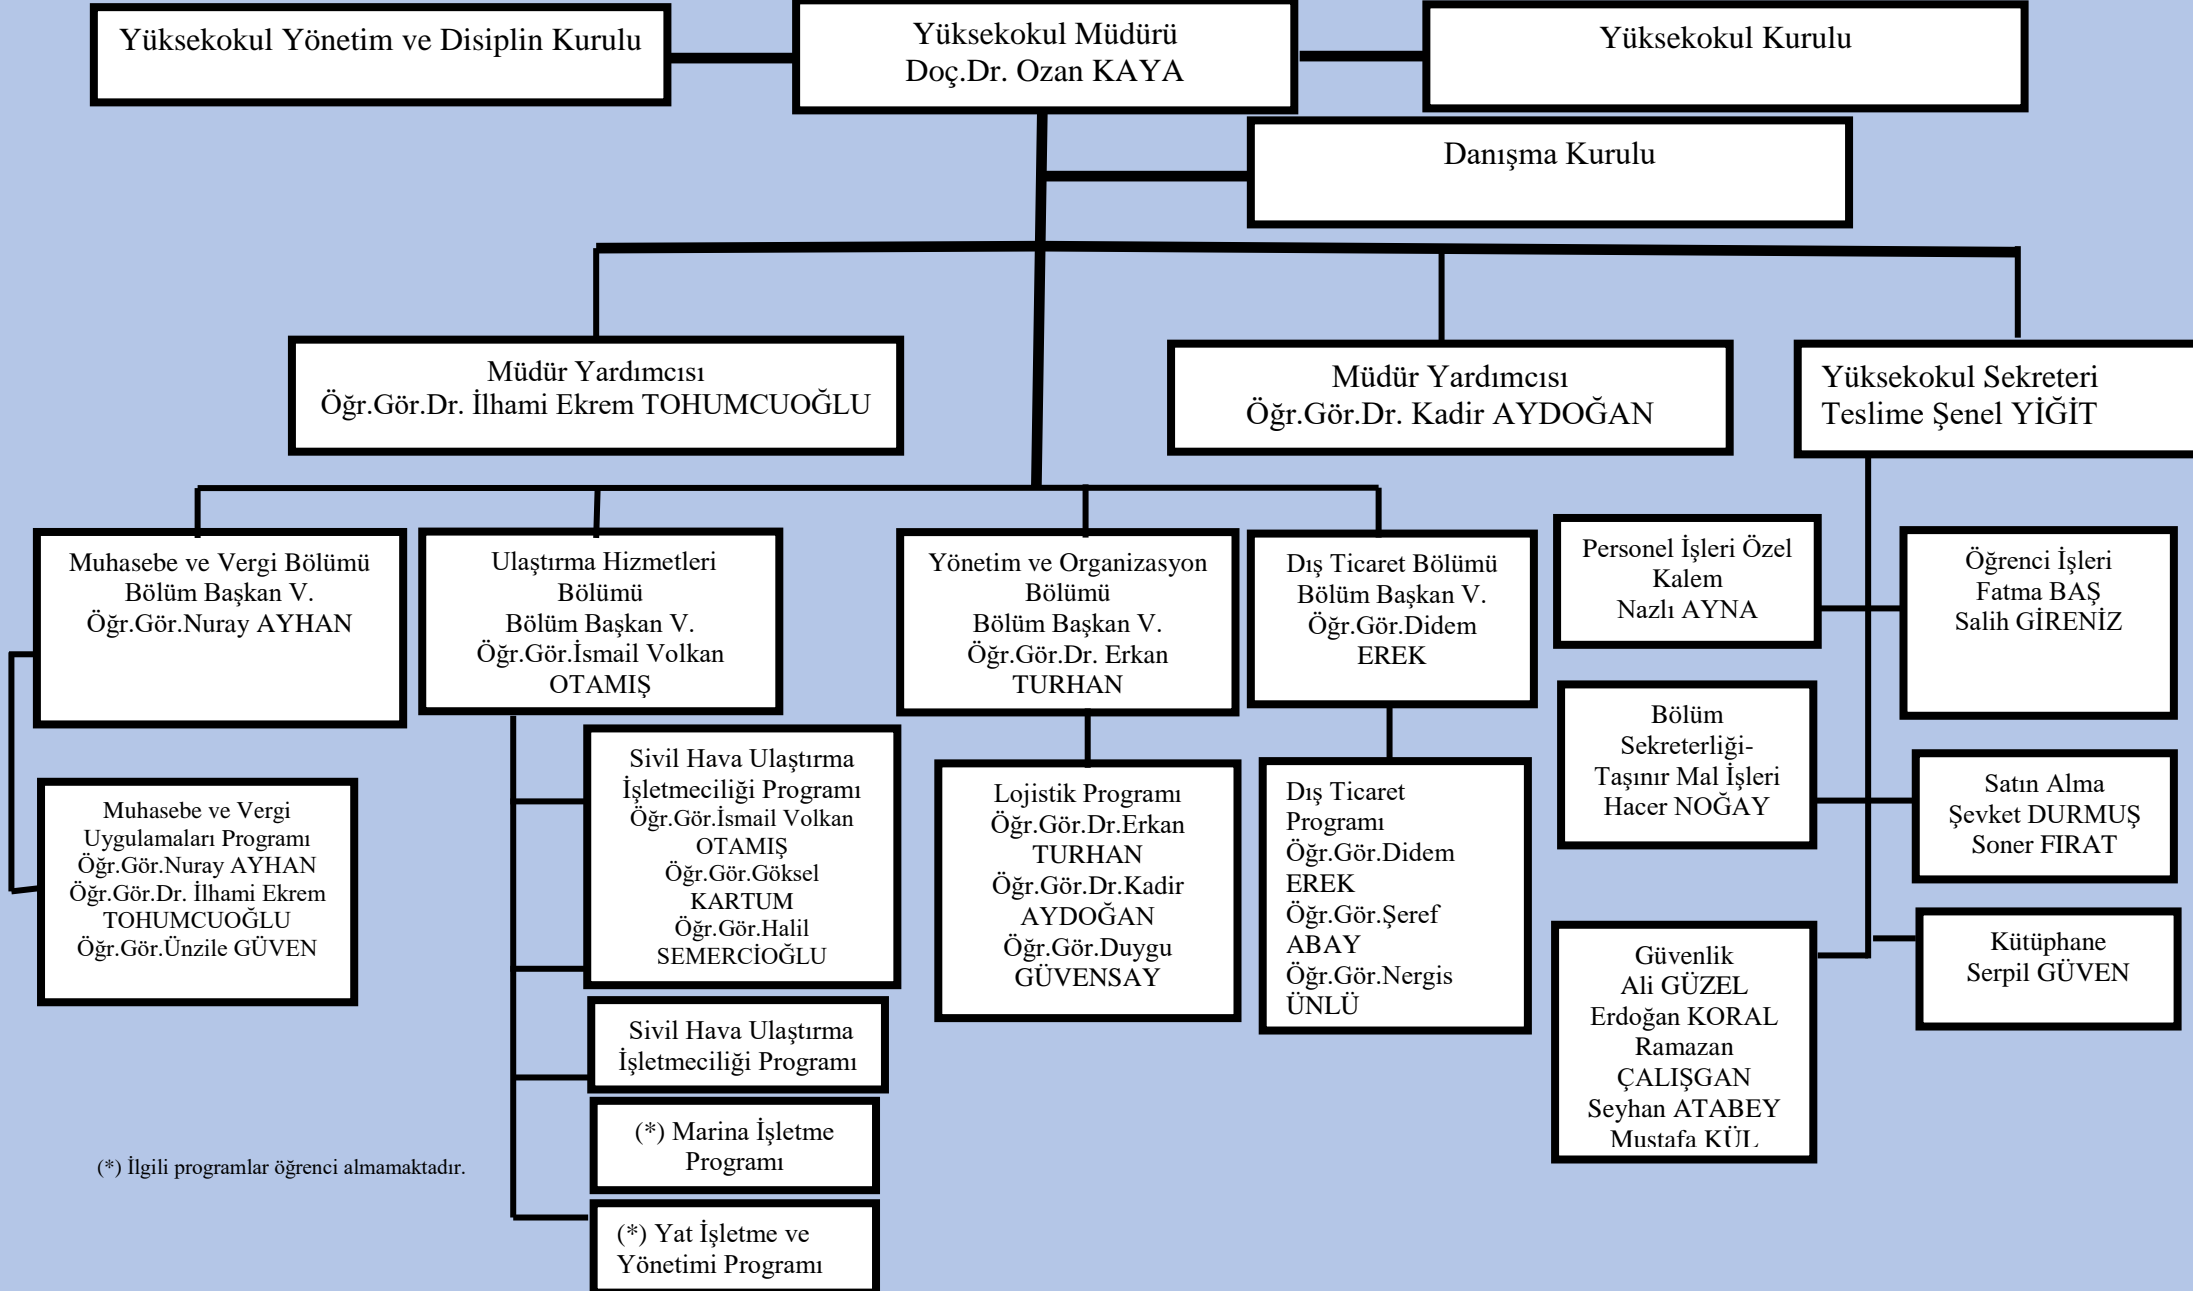 Yüksekokul Yönetim ve Disiplin Kurulu
Yüksekokul Müdürü
Doç.Dr. Ozan KAYA
Yüksekokul Kurulu
Danışma Kurulu
Müdür Yardımcısı
Öğr.Gör.Dr. İlhami Ekrem TOHUMCUOĞLU
Müdür Yardımcısı
Öğr.Gör.Dr. Kadir AYDOĞAN
Yüksekokul Sekreteri
Teslime Şenel YİĞİT
Muhasebe ve Vergi Bölümü
Bölüm Başkan V.
Öğr.Gör.Nuray AYHAN
Ulaştırma Hizmetleri
Bölümü
Bölüm Başkan V.
Öğr.Gör.İsmail Volkan
OTAMIŞ
Yönetim ve Organizasyon
Bölümü
Bölüm Başkan V.
Öğr.Gör.Dr. Erkan
TURHAN
Dış Ticaret Bölümü
Bölüm Başkan V.
Öğr.Gör.Didem
EREK
Personel İşleri Özel
Kalem
Nazlı AYNA
Öğrenci İşleri
Fatma BAŞ
Salih GİRENİZ
Muhasebe ve Vergi
Uygulamaları Programı
Öğr.Gör.Nuray AYHAN
Öğr.Gör.Dr. İlhami Ekrem
TOHUMCUOĞLU
Öğr.Gör.Ünzile GÜVEN
Sivil Hava Ulaştırma
İşletmeciliği Programı
Öğr.Gör.İsmail Volkan
OTAMIŞ
Öğr.Gör.Göksel
KARTUM
Öğr.Gör.Halil
SEMERCİOĞLU
Lojistik Programı
Öğr.Gör.Dr.Erkan
TURHAN
Öğr.Gör.Dr.Kadir
AYDOĞAN
Öğr.Gör.Duygu
GÜVENSAY
Dış Ticaret
Programı
Öğr.Gör.Didem
EREK
Öğr.Gör.Şeref
ABAY
Öğr.Gör.Nergis
ÜNLÜ
Bölüm
Sekreterliği-
Taşınır Mal İşleri
Hacer NOĞAY
Satın Alma
Şevket DURMUŞ
Soner FIRAT
Güvenlik
Ali GÜZEL
Erdoğan KORAL
Ramazan
ÇALIŞGAN
Seyhan ATABEY
Mustafa KÜL
Kütüphane
Serpil GÜVEN
Sivil Hava Ulaştırma
İşletmeciliği Programı
(*) Marina İşletme
Programı
(*) Yat İşletme ve
Yönetimi Programı
(*) İlgili programlar öğrenci almamaktadır.